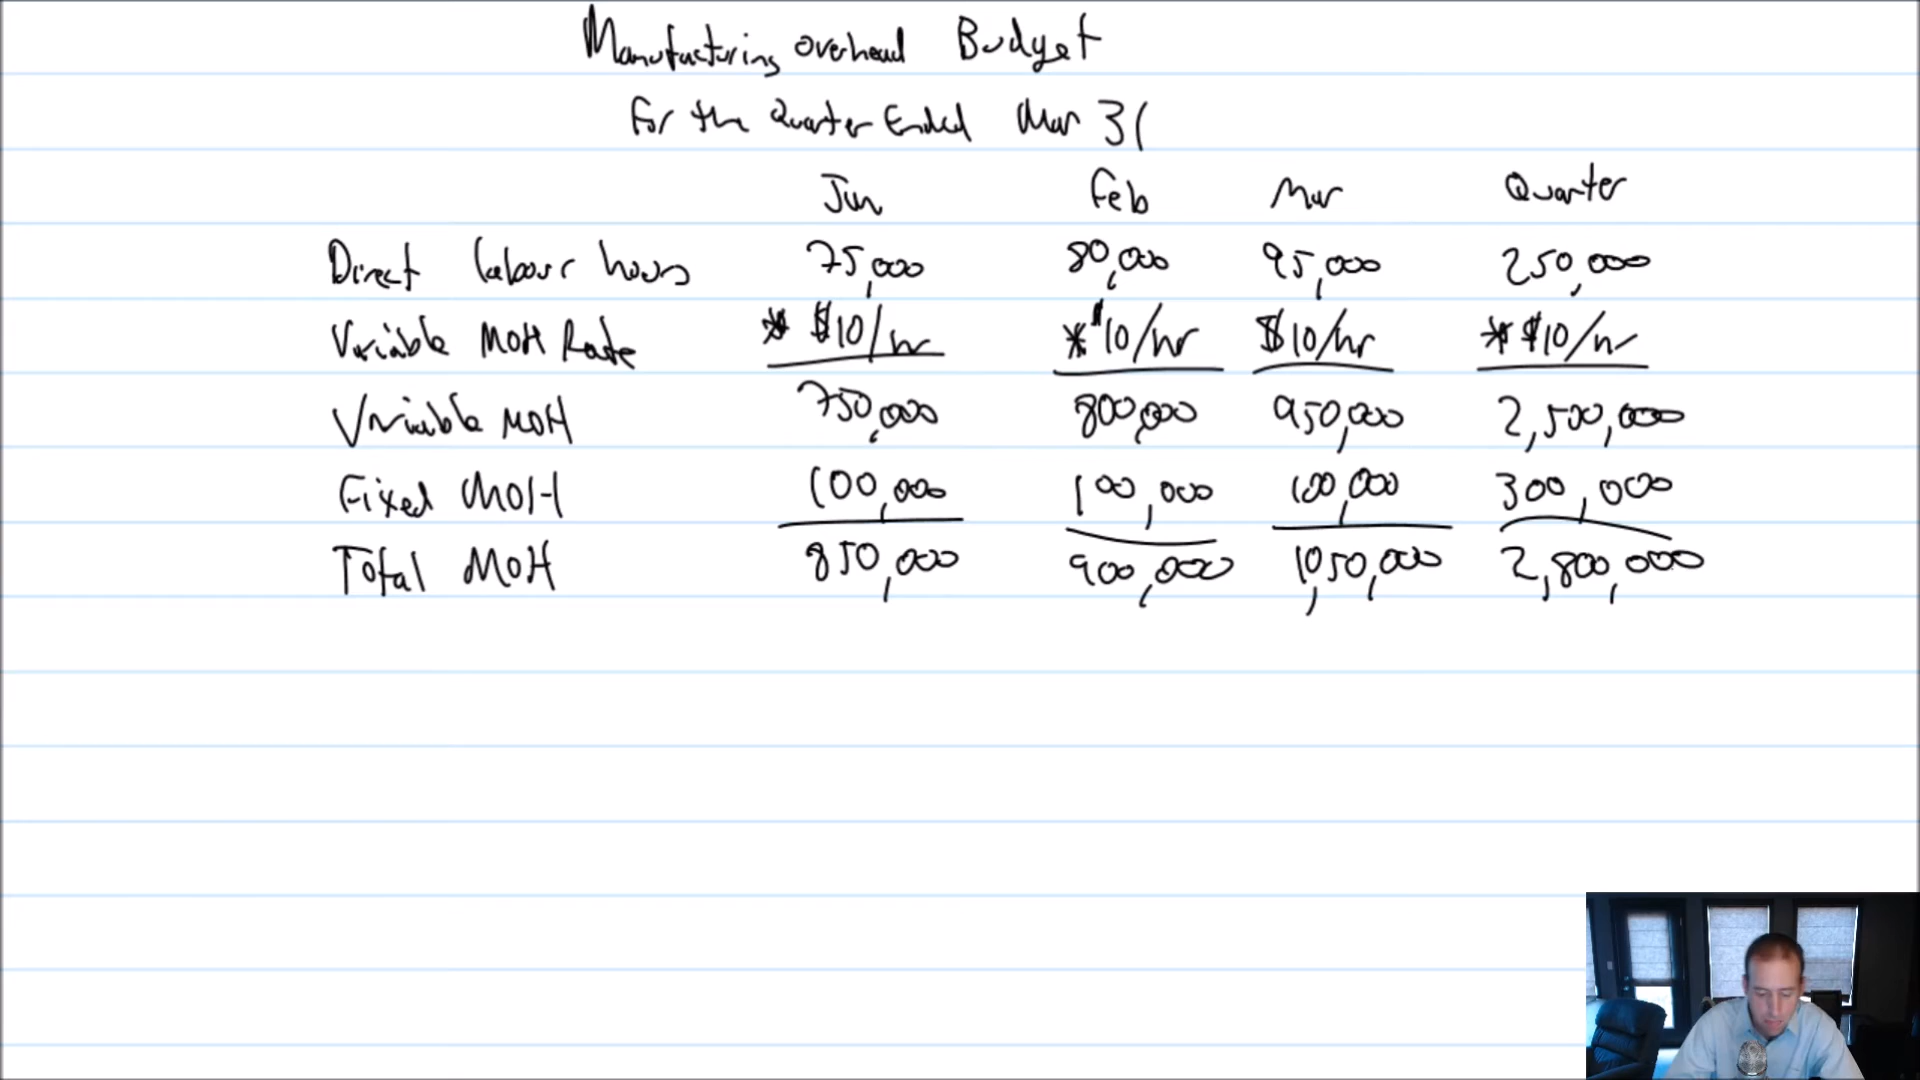 Manufacturing overhead Budget
For the Quarter Ended Mar 31
Jan Feb Mar Quarter
Direct labour hours 75,000 80,000 95,000 250,000
Variable MOH Rate * $10/hr * $10/hr $10/hr * $10/hr
Variable MOH 750,000 800,000 950,000 2,500,000
Fixed MOH 100,000 100,000 100,000 300,000
Total MOH 850,000 900,000 1,050,000 2,800,000